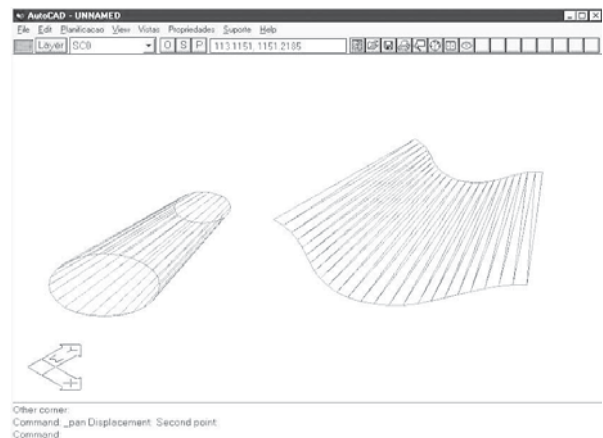 AutoCAD - UNNAMED
File Edit Planificacao View Vistas Propriedades Suporte Help
Layer SC0 O S P 113.1151, 1151.2185
Other corner:
Command: _pan Displacement: Second point:
Command: